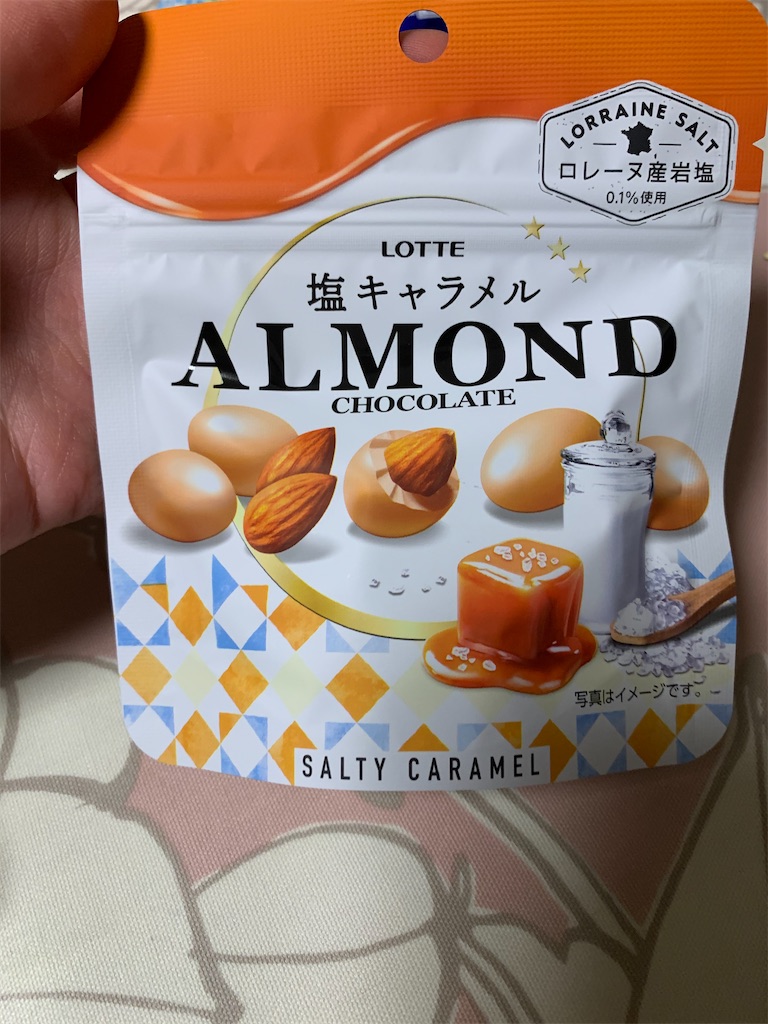 LORRAINE SALT
ロレーヌ産岩塩
0.1%使用
LOTTE
塩キャラメル
ALMOND
CHOCOLATE
写真はイメージです。
SALTY CARAMEL